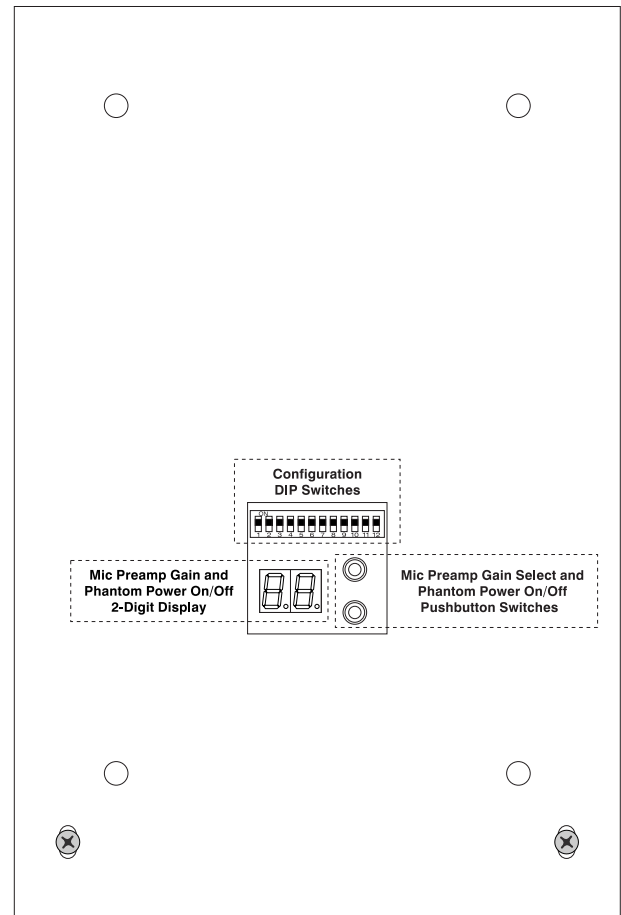 Configuration
DIP Switches
ON
1 2 3 4 5 6 7 8 9 10 11 12
Mic Preamp Gain and
Phantom Power On/Off
2-Digit Display
8.8.
Mic Preamp Gain Select and
Phantom Power On/Off
Pushbutton Switches